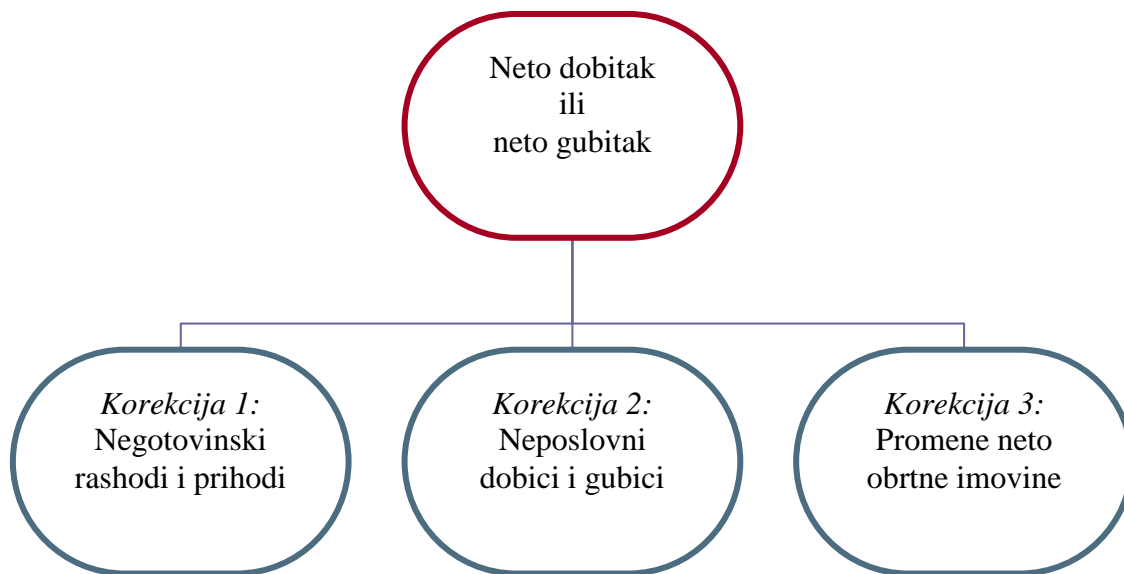 Neto dobitak
ili
neto gubitak
Korekcija 1:
Negotovinski
rashodi i prihodi
Korekcija 2:
Neposlovni
dobici i gubici
Korekcija 3:
Promene neto
obrtne imovine